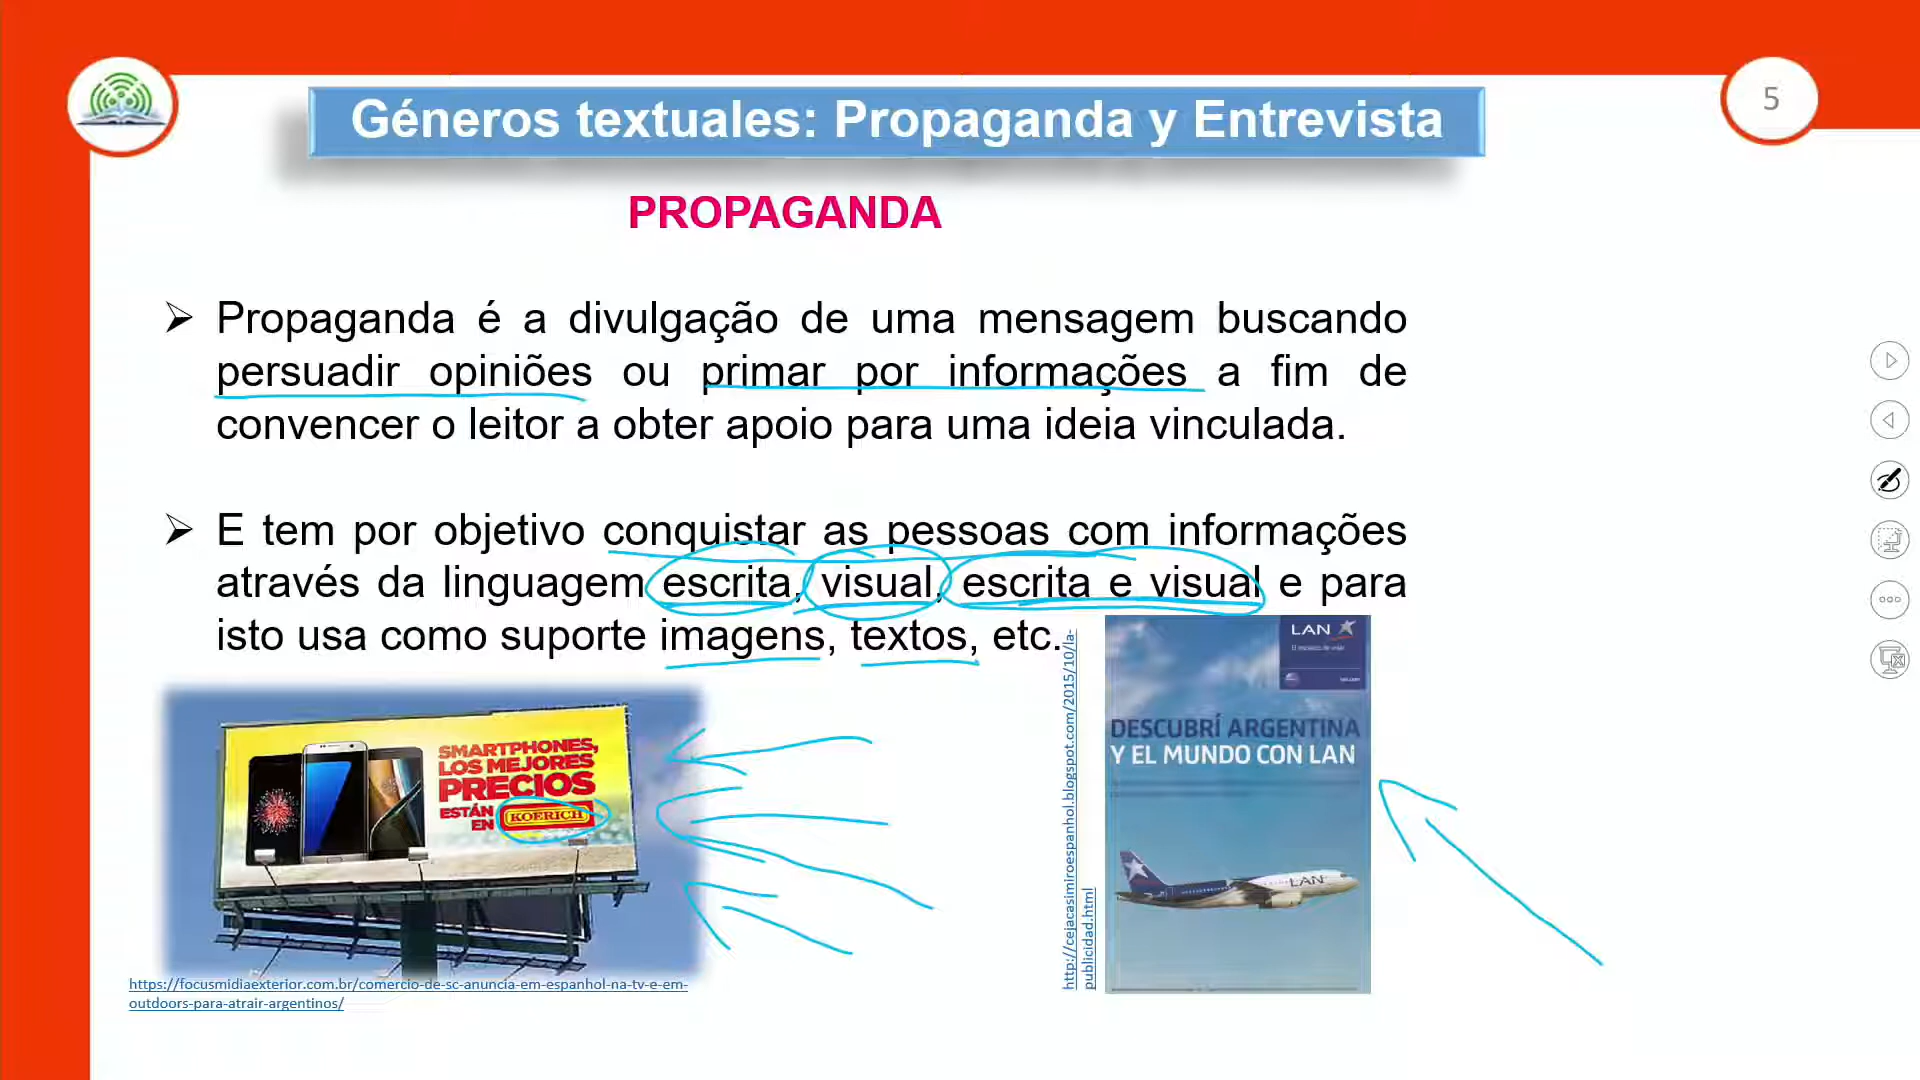 5
Géneros textuales: Propaganda y Entrevista
PROPAGANDA
Propaganda é a divulgação de uma mensagem buscando
persuadir opiniões ou primar por informações a fim de
convencer o leitor a obter apoio para uma ideia vinculada.
E tem por objetivo conquistar as pessoas com informações
através da linguagem escrita, visual, escrita e visual e para
isto usa como suporte imagens, textos, etc.
SMARTPHONES,
LOS MEJORES
PRECIOS
ESTÁN
EN KOERICH
https://focusmidiaexterior.com.br/comercio-de-sc-anuncia-em-espanhol-na-tv-e-em-
outdoors-para-atrair-argentinos/
http://cejacasimiroespanhol.blogspot.com/2015/10/la-
publicidad.html
LAN
DESCUBRÍ ARGENTINA
Y EL MUNDO CON LAN
LAN